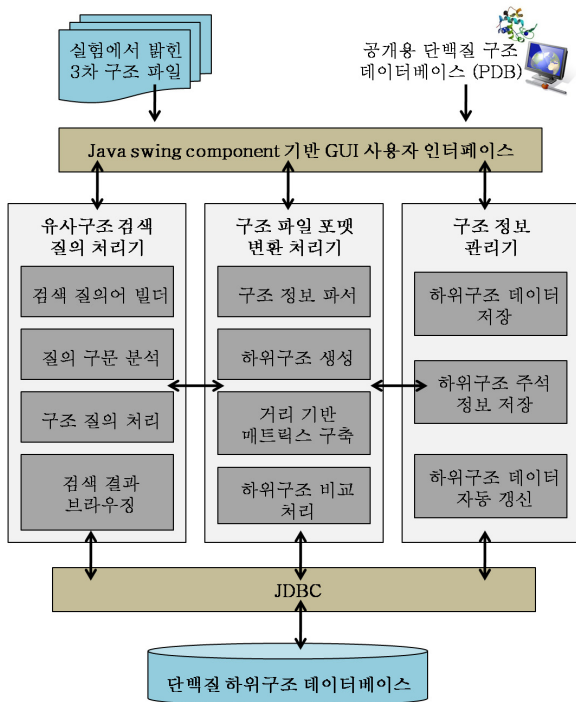 실험에서 밝힌
3차 구조 파일
공개용 단백질 구조
데이터베이스 (PDB)
Java swing component 기반 GUI 사용자 인터페이스
유사구조 검색
질의 처리기
검색 질의어 빌더
질의 구문 분석
구조 질의 처리
검색 결과
브라우징
구조 파일 포맷
변환 처리기
구조 정보 파서
하위구조 생성
거리 기반
매트릭스 구축
하위구조 비교
처리
구조 정보
관리기
하위구조 데이터
저장
하위구조 주석
정보 저장
하위구조 데이터
자동 갱신
JDBC
단백질 하위구조 데이터베이스